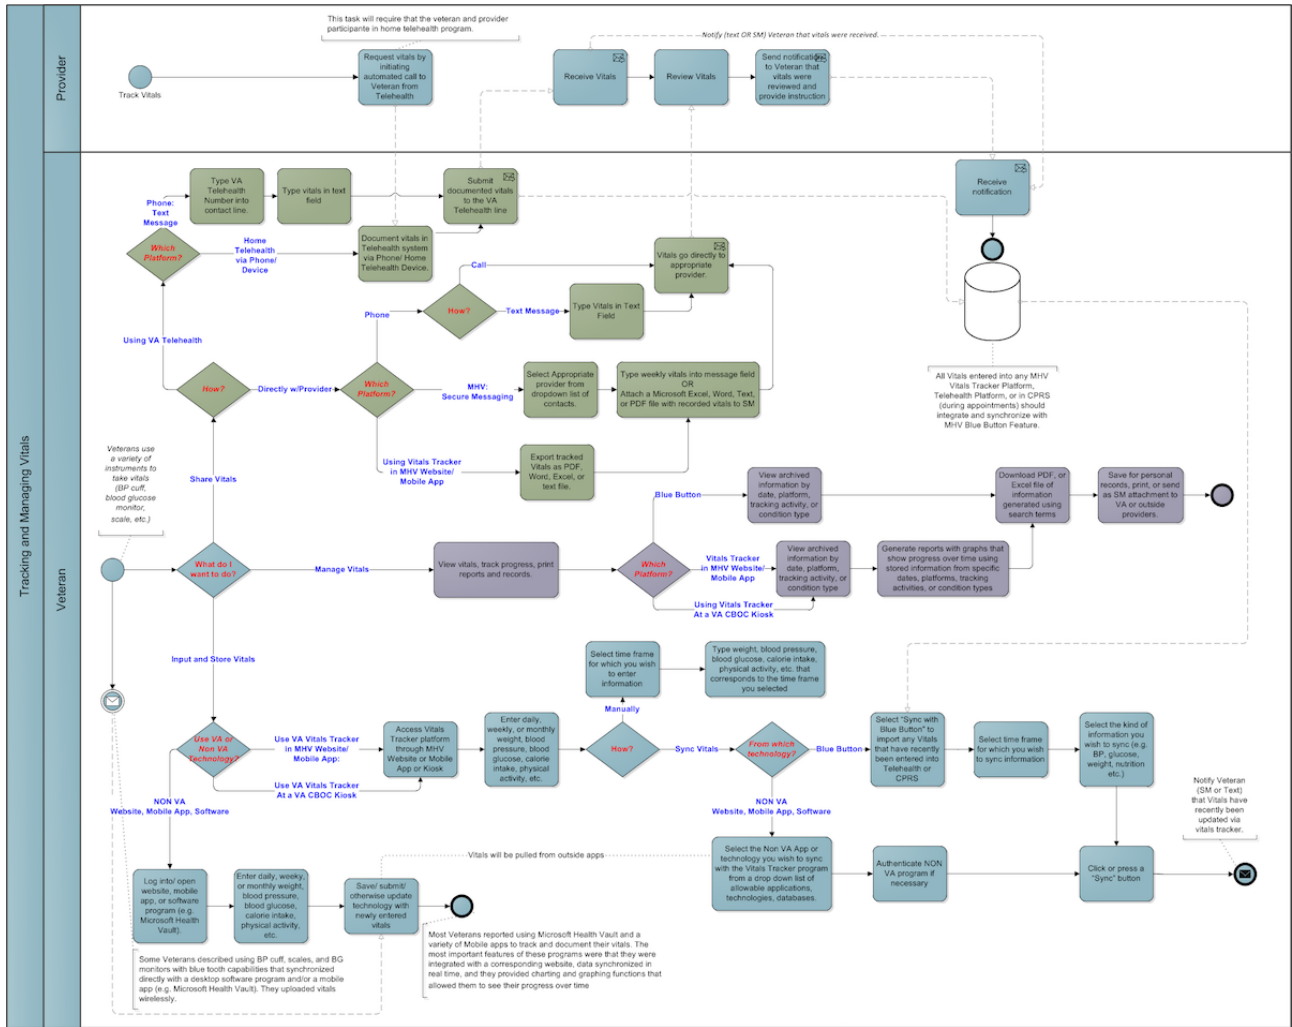 Tracking and Managing Vitals
Provider
Veteran
This task will require that the veteran and provider
participante in home telehealth program.
Track Vitals
Request vitals by
initiating
automated call to
Veteran from
Telehealth
Notify (text OR SM) Veteran that vitals were received.
Receive Vitals
Review Vitals
Send notification
to Veteran that
vitals were
reviewed and
provide instruction
Receive
notification
Phone:
Text
Message
Type VA
Telehealth
Number into
contact line.
Type vitals in text
field
Submit
documented vitals
to the VA
Telehealth line
Which
Platform?
Home
Telehealth
via Phone/
Device
Document vitals in
Telehealth system
via Phone/ Home
Telehealth Device.
Using VA Telehealth
Call
Vitals go directly to
appropriate
provider.
Phone
How?
Text Message
Type Vitals in Text
Field
How?
Directly w/Provider
Which
Platform?
MHV:
Secure Messaging
Select Appropriate
provider from
dropdown list of
contacts.
Type weekly vitals into message field
OR
Attach a Microsoft Excel, Word, Text,
or PDF file with recorded vitals to SM
All Vitals entered into any MHV
Vitals Tracker Platform,
Telehealth Platform, or in CPRS
(during appointments) should
integrate and synchronize with
MHV Blue Button Feature.
Using Vitals Tracker
in MHV Website/
Mobile App
Export tracked
Vitals as PDF,
Word, Excel, or
text file.
Veterans use
a variety of
instruments to
take vitals
(BP cuff,
blood glucose
monitor,
scale, etc.)
Share Vitals
Blue Button
View archived
information by
date, platform,
tracking activity, or
condition type
Download PDF, or
Excel file of
information
generated using
search terms
Save for personal
records, print, or send
as SM attachment to
VA or outside
providers.
What do I
want to do?
Manage Vitals
View vitals, track progress, print
reports and records.
Which
Platform?
Vitals Tracker
in MHV Website/
Mobile App
View archived
information by
date, platform,
tracking activity, or
condition type
Generate reports with graphs that
show progress over time using
stored information from specific
dates, platforms, tracking
activities, or condition types
Using Vitals Tracker
At a VA CBOC Kiosk
Input and Store Vitals
Select time frame
for which you wish
to enter
information
Type weight, blood pressure,
blood glucose, calorie intake,
physical activity, etc. that
corresponds to the time frame
you selected
Manually
Use VA or
Non VA
Technology?
Use VA Vitals Tracker
in MHV Website/
Mobile App:
Use VA Vitals Tracker
At a VA CBOC Kiosk
Access Vitals
Tracker platform
through MHV
Website or Mobile
App or Kiosk
Enter daily,
weekly, or monthly
weight, blood
pressure, blood
glucose, calorie
intake, physical
activity, etc.
How?
Sync Vitals
From which
technology?
Blue Button
Select "Sync with
Blue Button" to
import any Vitals
that have recently
been entered into
Telehealth or
CPRS
Select time frame
for which you wish
to sync information
Select the kind of
information you
wish to sync (e.g.
BP, glucose,
weight, nutrition
etc.)
NON VA
Website, Mobile App, Software
NON VA
Website, Mobile App, Software
Notify Veteran
(SM or Text)
that Vitals have
recently been
updated via
vitals tracker.
Vitals will be pulled from outside apps
Select the Non VA App or
technology you wish to sync
with the Vitals Tracker program
from a drop down list of
allowable applications,
technologies, databases.
Authenticate NON
VA program if
necessary
Click or press a
"Sync" button
Log into/ open
website, mobile
app, or software
program (e.g.
Microsoft Health
Vault).
Enter daily, weekly,
or monthly weight,
blood pressure,
blood glucose,
calorie intake,
physical activity,
etc.
Save/ submit/
otherwise update
technology with
newly entered
vitals
Some Veterans described using BP cuff, scales, and BG
monitors with blue tooth capabilities that synchronized
directly with a desktop software program and/or a mobile
app (e.g. Microsoft Health Vault). They uploaded vitals
wirelessly.
Most Veterans reported using Microsoft Health Vault and a
variety of Mobile apps to track and document their vitals. The
most important features of these programs were that they were
integrated with a corresponding website, data synchronized in
real time, and they provided charting and graphing functions that
allowed them to see their progress over time